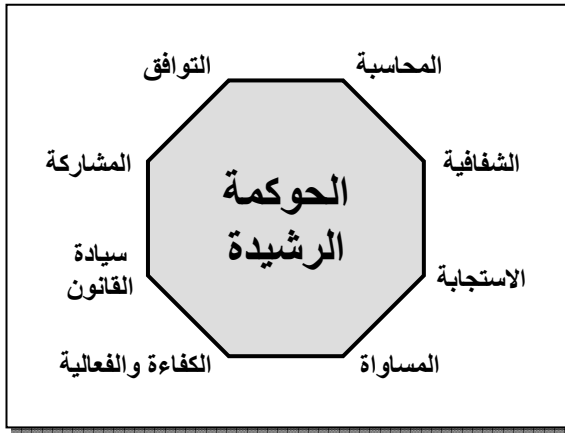 التوافق
المحاسبة
المشاركة
الشفافية
الحوكمة
الرشيدة
سيادة
القانون
الاستجابة
الكفاءة والفعالية
المساواة